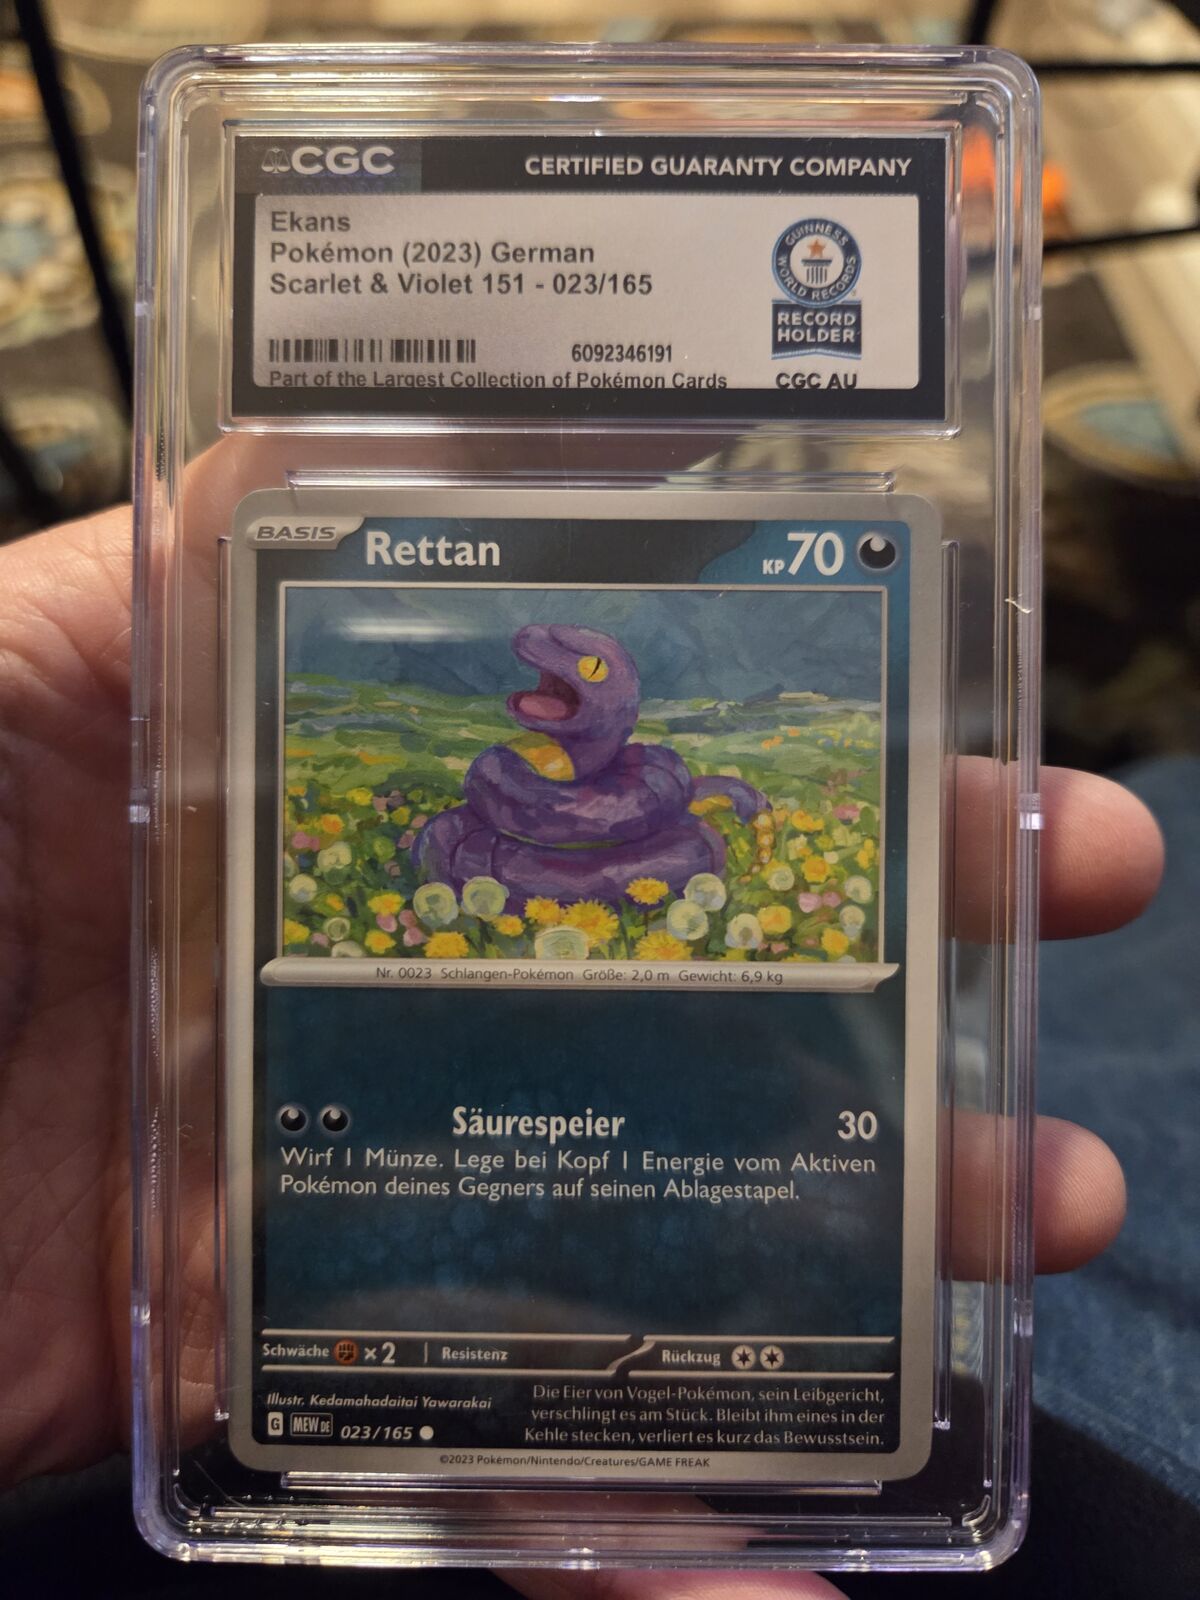 CGC
CERTIFIED GUARANTY COMPANY
Ekans
Pokémon (2023) German
Scarlet & Violet 151 - 023/165
6092346191
Part of the Largest Collection of Pokémon Cards
GUINNESS
WORLD RECORDS
RECORD
HOLDER
CGC AU
BASIS
Rettan
KP 70
Nr. 0023 Schlangen-Pokémon Größe: 2,0 m Gewicht: 6,9 kg
Säurespeier 30
Wirf 1 Münze. Lege bei Kopf 1 Energie vom Aktiven
Pokémon deines Gegners auf seinen Ablagestapel.
Schwäche ×2 Resistenz Rückzug
Illustr. Kedamahadaitai Yawarakai
G MEW DE 023/165
Die Eier von Vogel-Pokémon, sein Leibgericht,
verschlingt es am Stück. Bleibt ihm eines in der
Kehle stecken, verliert es kurz das Bewusstsein.
©2023 Pokémon/Nintendo/Creatures/GAME FREAK